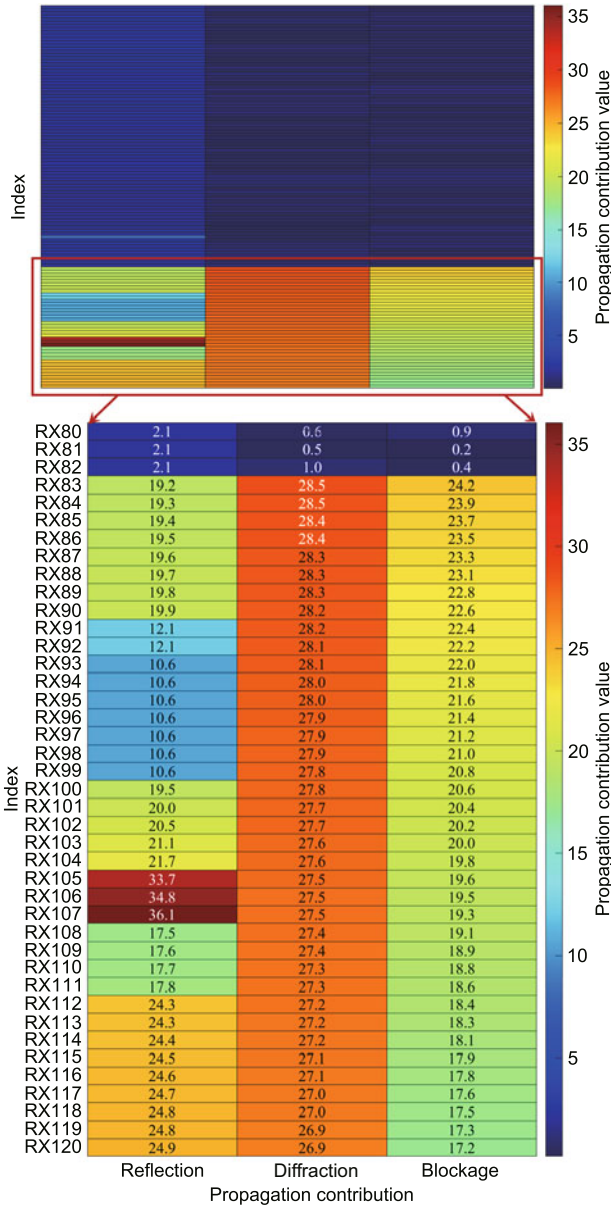 35
30
25
20
15
10
5
Propagation contribution value
Index
RX80 2.1 0.6 0.9
RX81 2.1 0.5 0.2
RX82 2.1 1.0 0.4
RX83 19.2 28.5 24.2
RX84 19.3 28.5 23.9
RX85 19.4 28.4 23.7
RX86 19.5 28.4 23.5
RX87 19.6 28.3 23.3
RX88 19.7 28.3 23.1
RX89 19.8 28.3 22.8
RX90 19.9 28.2 22.6
RX91 12.1 28.2 22.4
RX92 12.1 28.1 22.2
RX93 10.6 28.1 22.0
RX94 10.6 28.0 21.8
RX95 10.6 28.0 21.6
RX96 10.6 27.9 21.4
RX97 10.6 27.9 21.2
RX98 10.6 27.9 21.0
RX99 10.6 27.8 20.8
RX100 19.5 27.8 20.6
RX101 20.0 27.7 20.4
RX102 20.5 27.7 20.2
RX103 21.1 27.6 20.0
RX104 21.7 27.6 19.8
RX105 33.7 27.5 19.6
RX106 34.8 27.5 19.5
RX107 36.1 27.5 19.3
RX108 17.5 27.4 19.1
RX109 17.6 27.4 18.9
RX110 17.7 27.3 18.8
RX111 17.8 27.3 18.6
RX112 24.3 27.2 18.4
RX113 24.3 27.2 18.3
RX114 24.4 27.2 18.1
RX115 24.5 27.1 17.9
RX116 24.6 27.1 17.8
RX117 24.7 27.0 17.6
RX118 24.8 27.0 17.5
RX119 24.8 26.9 17.3
RX120 24.9 26.9 17.2
Index
35
30
25
20
15
10
5
Propagation contribution value
Reflection Diffraction Blockage
Propagation contribution